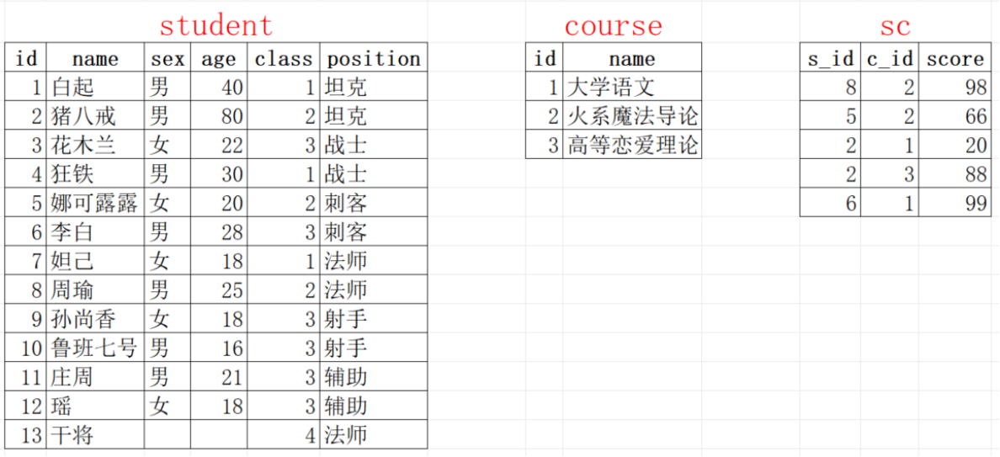 student course sc
id name sex age class position id name s_id c_id score
1 白起 男 40 1 坦克 1 大学语文 8 2 98
2 猪八戒 男 80 2 坦克 2 火系魔法导论 5 2 66
3 花木兰 女 22 3 战士 3 高等恋爱理论 2 1 20
4 狂铁 男 30 1 战士 2 3 88
5 娜可露露 女 20 2 刺客 6 1 99
6 李白 男 28 3 刺客
7 妲己 女 18 1 法师
8 周瑜 男 25 2 法师
9 孙尚香 女 18 3 射手
10 鲁班七号 男 16 3 射手
11 庄周 男 21 3 辅助
12 瑶 女 18 3 辅助
13 干将 4 法师